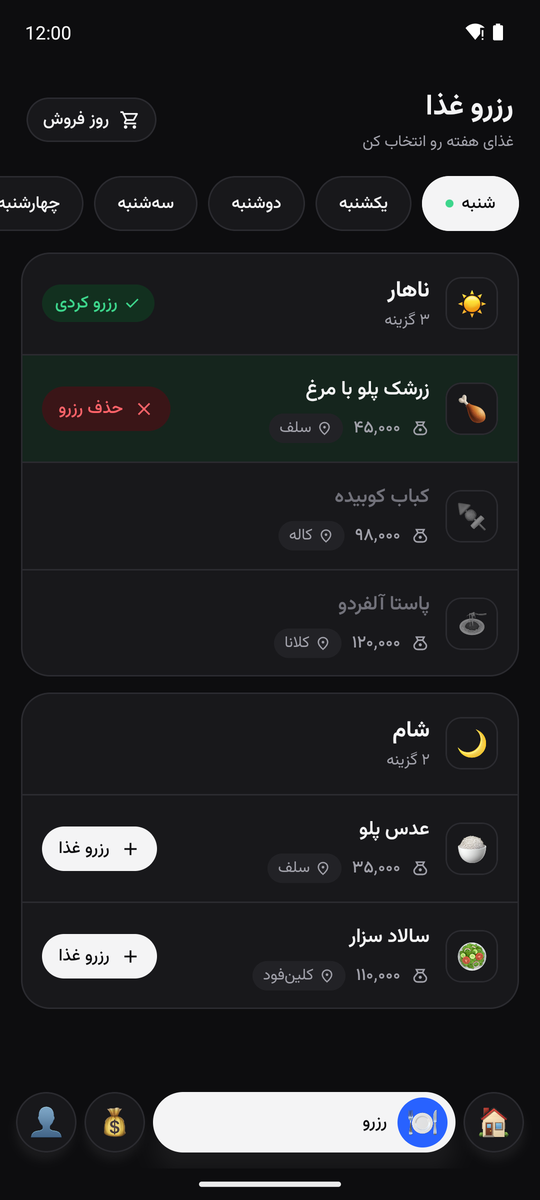 12:00
رزرو غذا
غذای هفته رو انتخاب کن
روز فروش
شنبه
یکشنبه
دوشنبه
سه‌شنبه
چهارشنبه
ناهار
۳ گزینه
رزرو کردی
زرشک پلو با مرغ
۴۵,۰۰۰
سلف
حذف رزرو
کباب کوبیده
۹۸,۰۰۰
کاله
پاستا آلفردو
۱۲۰,۰۰۰
کلانا
شام
۲ گزینه
عدس پلو
۳۵,۰۰۰
سلف
رزرو غذا
سالاد سزار
۱۱۰,۰۰۰
کلین‌فود
رزرو غذا
رزرو